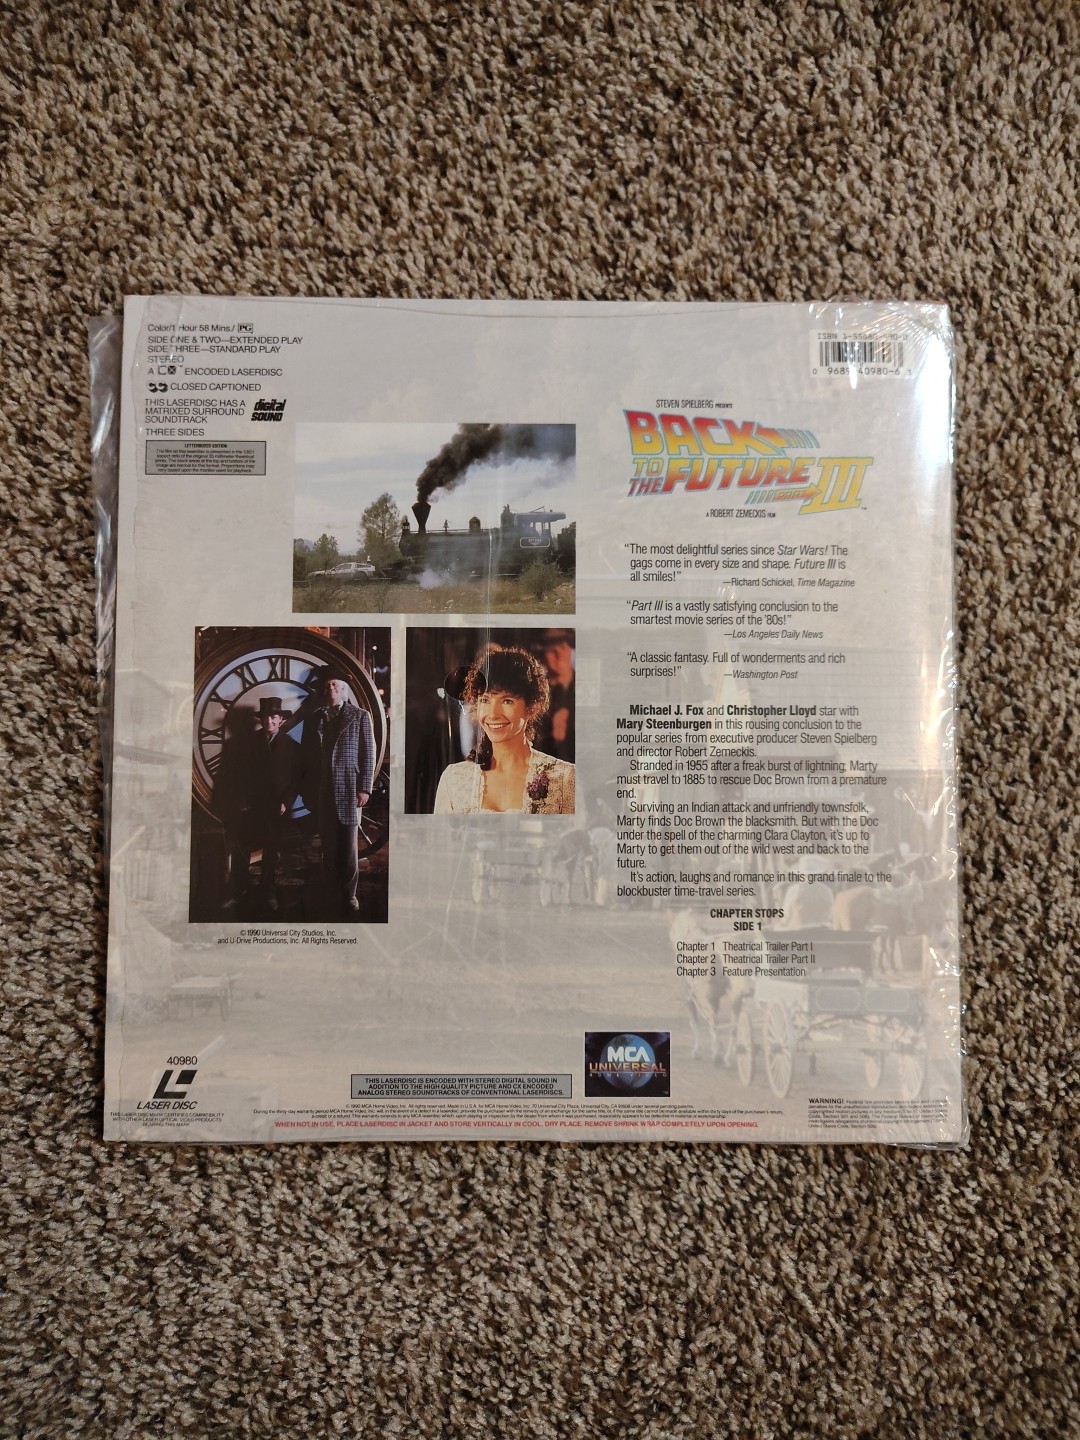 Color/1 Hour 58 Mins./ PG
SIDE ONE & TWO—EXTENDED PLAY
SIDE THREE—STANDARD PLAY
STEREO
A CX™ ENCODED LASERDISC
CLOSED CAPTIONED
THIS LASERDISC HAS A
MATRIXED SURROUND
SOUNDTRACK
digital
SOUND
THREE SIDES
LETTERBOXED EDITION
ISBN
40980-6
STEVEN SPIELBERG PRESENTS
BACK
TO
THE FUTURE
PART III
A ROBERT ZEMECKIS FILM
“The most delightful series since Star Wars! The
gags come in every size and shape. Future III is
all smiles!”
—Richard Schickel, Time Magazine
“Part III is a vastly satisfying conclusion to the
smartest movie series of the '80s!”
—Los Angeles Daily News
“A classic fantasy. Full of wonderments and rich
surprises!”
—Washington Post
Michael J. Fox and Christopher Lloyd star with
Mary Steenburgen in this rousing conclusion to the
popular series from executive producer Steven Spielberg
and director Robert Zemeckis.
Stranded in 1955 after a freak burst of lightning, Marty
must travel to 1885 to rescue Doc Brown from a premature
end.
Surviving an Indian attack and unfriendly townsfolk,
Marty finds Doc Brown the blacksmith. But with the Doc
under the spell of the charming Clara Clayton, it's up to
Marty to get them out of the wild west and back to the
future.
It's action, laughs and romance in this grand finale to the
blockbuster time-travel series.
XII
© 1990 Universal City Studios, Inc.
and U-Drive Productions, Inc. All Rights Reserved.
CHAPTER STOPS
SIDE 1
Chapter 1 Theatrical Trailer Part I
Chapter 2 Theatrical Trailer Part II
Chapter 3 Feature Presentation
40980
LASER DISC
THIS LASERDISC IS ENCODED WITH STEREO DIGITAL SOUND IN
ADDITION TO THE HIGH QUALITY PICTURE AND CX ENCODED
ANALOG STEREO SOUNDTRACKS OF CONVENTIONAL LASERDISCS.
MCA
UNIVERSAL
HOME VIDEO
WHEN NOT IN USE, PLACE LASERDISC IN JACKET AND STORE VERTICALLY IN COOL, DRY PLACE. REMOVE SHRINK WRAP COMPLETELY UPON OPENING.
WARNING!